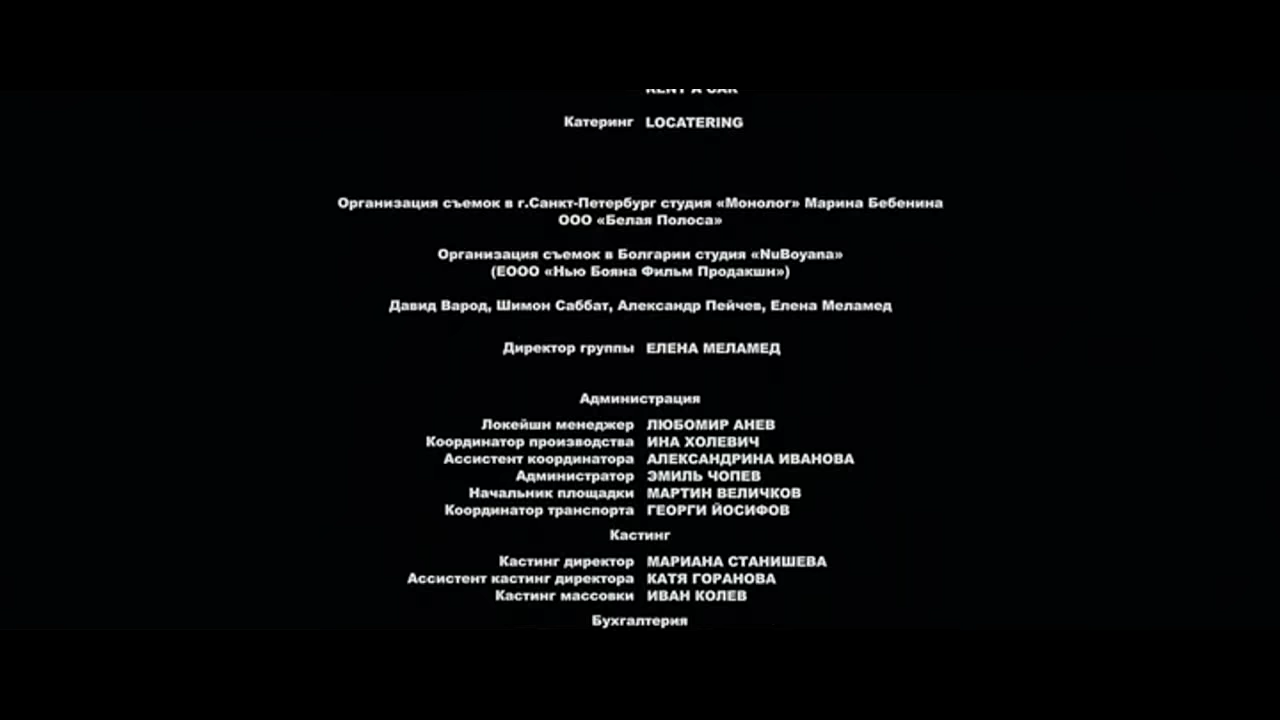 RENT A CAR
Катеринг LOCATERING
Организация съемок в г.Санкт-Петербург студия «Монолог» Марина Бебенина
ООО «Белая Полоса»
Организация съемок в Болгарии студия «NuBoyana»
(ЕООО «Нью Бояна Фильм Продакшн»)
Давид Варод, Шимон Саббат, Александр Пейчев, Елена Меламед
Директор группы ЕЛЕНА МЕЛАМЕД
Администрация
Локейшн менеджер ЛЮБОМИР АНЕВ
Координатор производства ИНА ХОЛЕВИЧ
Ассистент координатора АЛЕКСАНДРИНА ИВАНОВА
Администратор ЭМИЛЬ ЧОПЕВ
Начальник площадки МАРТИН ВЕЛИЧКОВ
Координатор транспорта ГЕОРГИ ЙОСИФОВ
Кастинг
Кастинг директор МАРИАНА СТАНИШЕВА
Ассистент кастинг директора КАТЯ ГОРАНОВА
Кастинг массовки ИВАН КОЛЕВ
Бухгалтерия